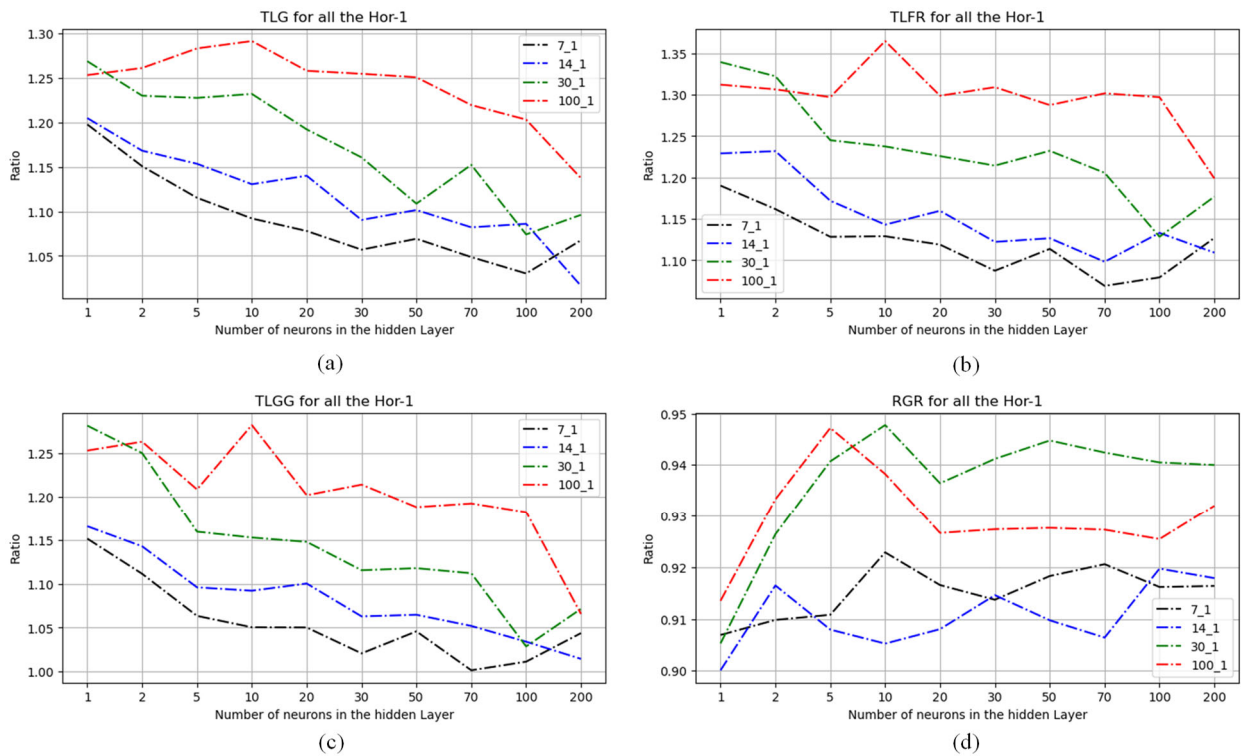 TLG for all the Hor-1
1.30
1.25
1.20
1.15
1.10
1.05
Ratio
7_1
14_1
30_1
100_1
1 2 5 10 20 30 50 70 100 200
Number of neurons in the hidden Layer
(a)
TLFR for all the Hor-1
1.35
1.30
1.25
1.20
1.15
1.10
Ratio
7_1
14_1
30_1
100_1
1 2 5 10 20 30 50 70 100 200
Number of neurons in the hidden Layer
(b)
TLGG for all the Hor-1
1.25
1.20
1.15
1.10
1.05
1.00
Ratio
7_1
14_1
30_1
100_1
1 2 5 10 20 30 50 70 100 200
Number of neurons in the hidden Layer
(c)
RGR for all the Hor-1
0.95
0.94
0.93
0.92
0.91
0.90
Ratio
7_1
14_1
30_1
100_1
1 2 5 10 20 30 50 70 100 200
Number of neurons in the hidden Layer
(d)